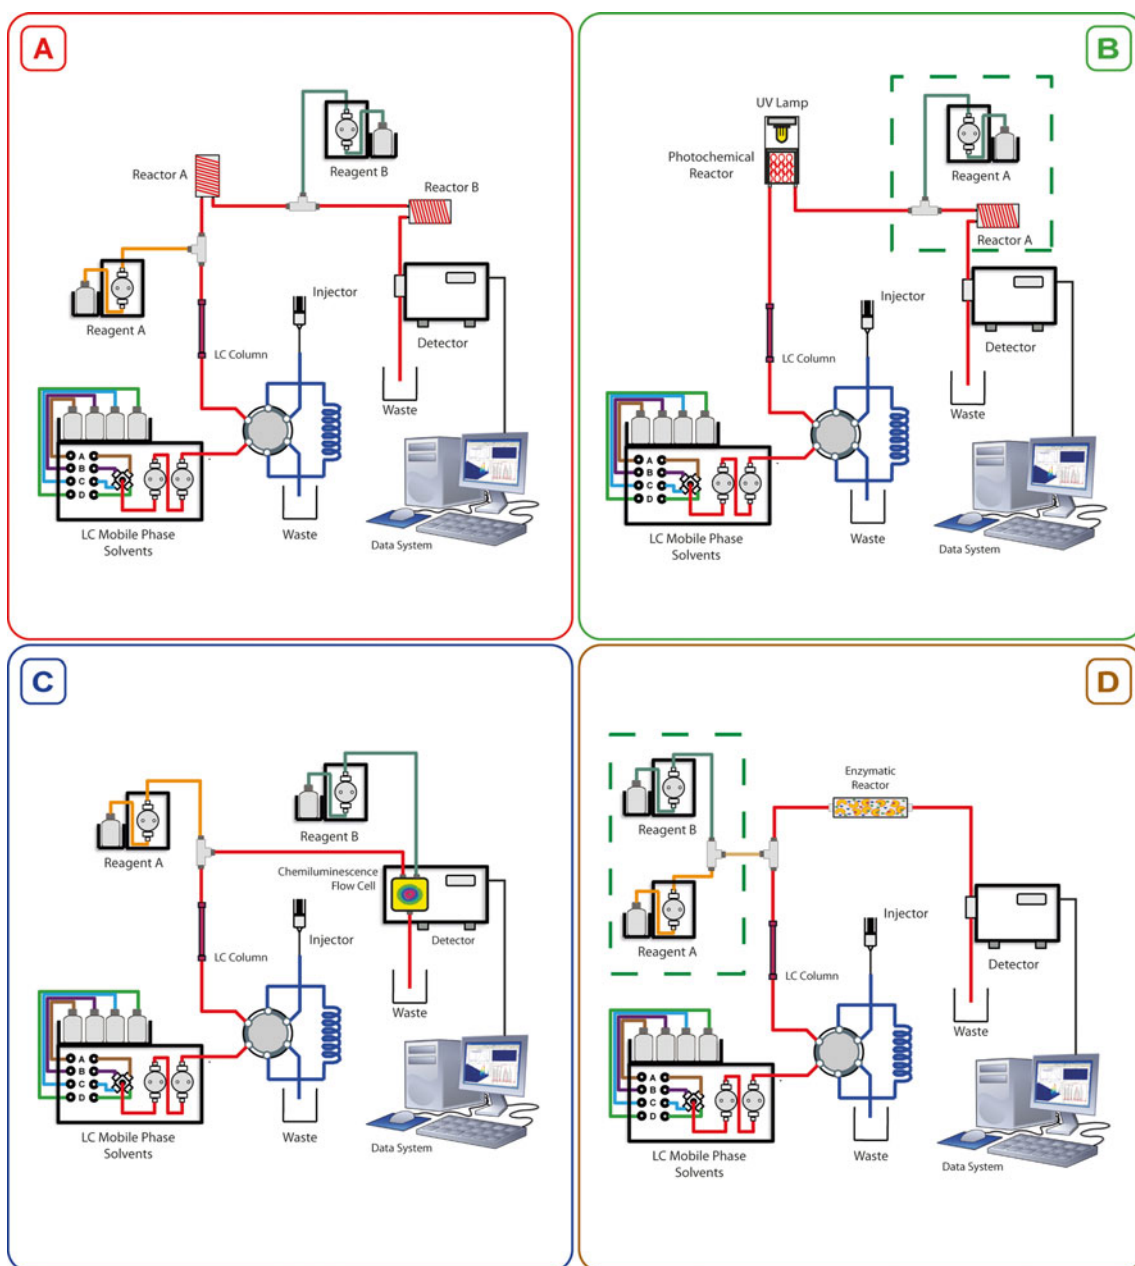 A
Reactor A
Reagent B
Reactor B
Reagent A
Injector
LC Column
Detector
Waste
A
B
C
D
LC Mobile Phase
Solvents
Waste
Data System
B
UV Lamp
Photochemical
Reactor
Reagent A
Reactor A
Injector
LC Column
Detector
Waste
A
B
C
D
LC Mobile Phase
Solvents
Waste
Data System
C
Reagent A
Reagent B
Chemiluminescence
Flow Cell
Injector
Detector
LC Column
Waste
A
B
C
D
LC Mobile Phase
Solvents
Waste
Data System
D
Reagent B
Enzymatic
Reactor
Reagent A
Injector
LC Column
Detector
Waste
A
B
C
D
LC Mobile Phase
Solvents
Waste
Data System